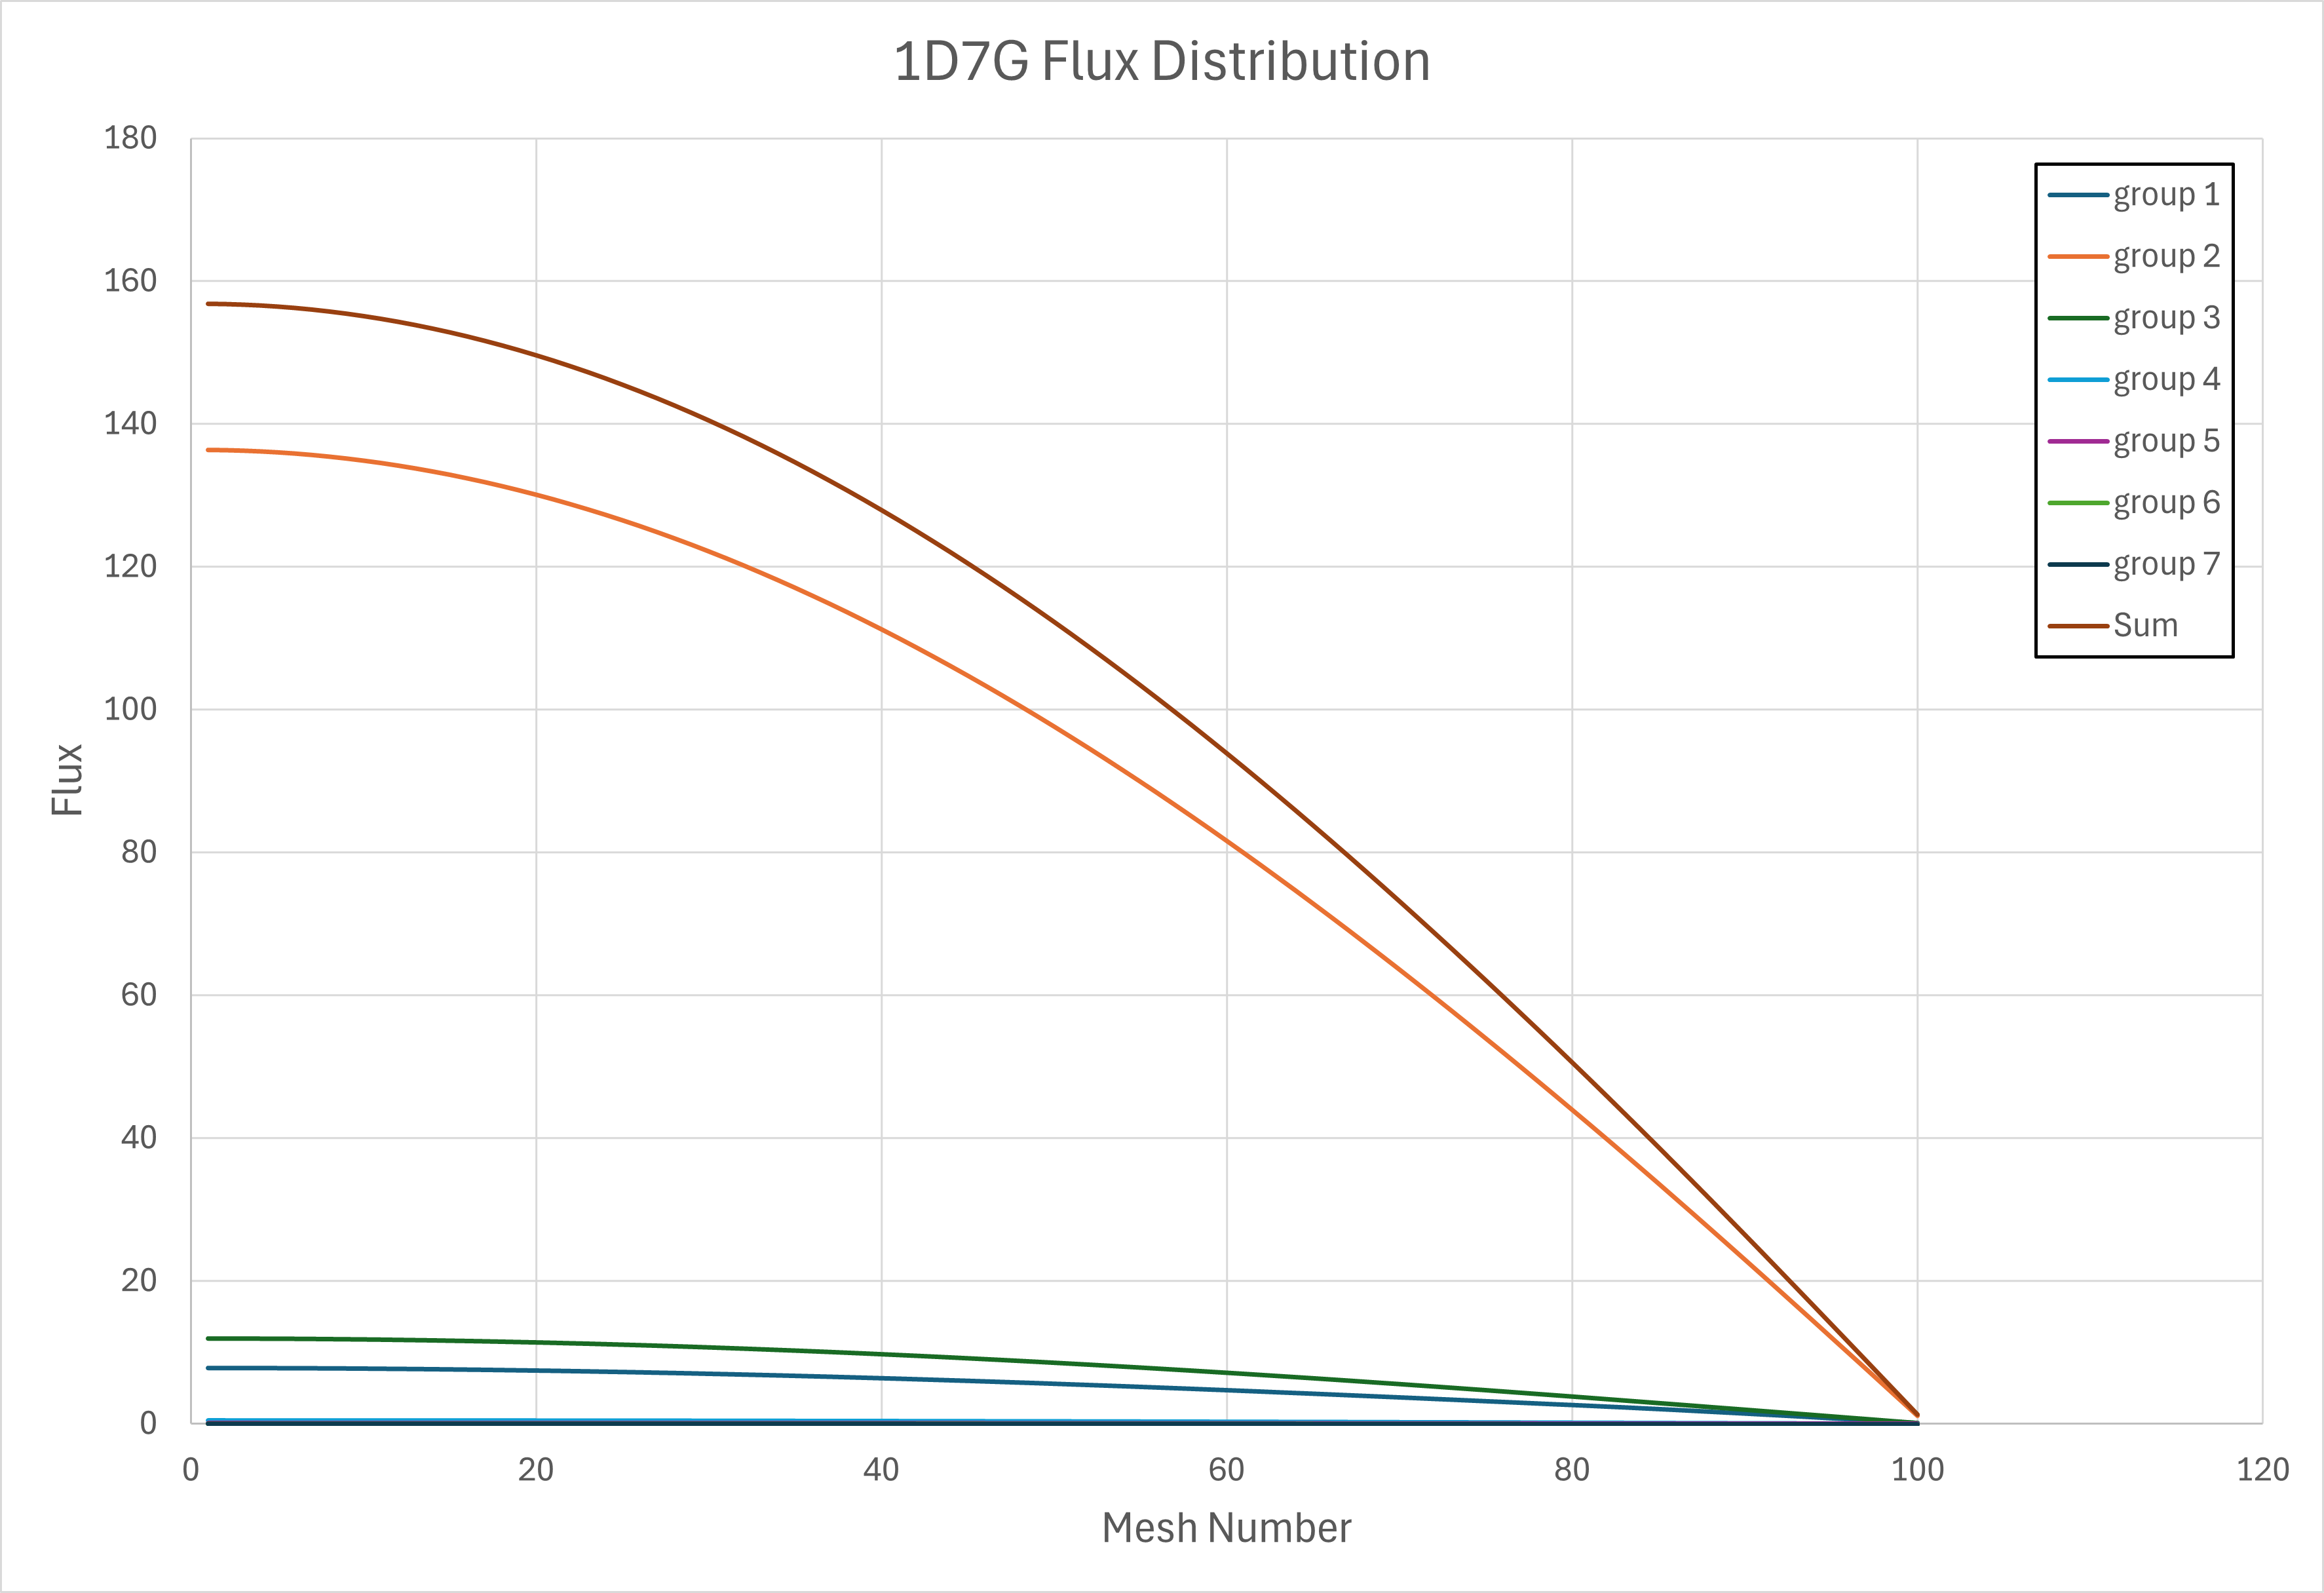 1D7G Flux Distribution
180
160
140
120
100
80
60
40
20
0
Flux
0 20 40 60 80 100 120
Mesh Number
group 1
group 2
group 3
group 4
group 5
group 6
group 7
Sum